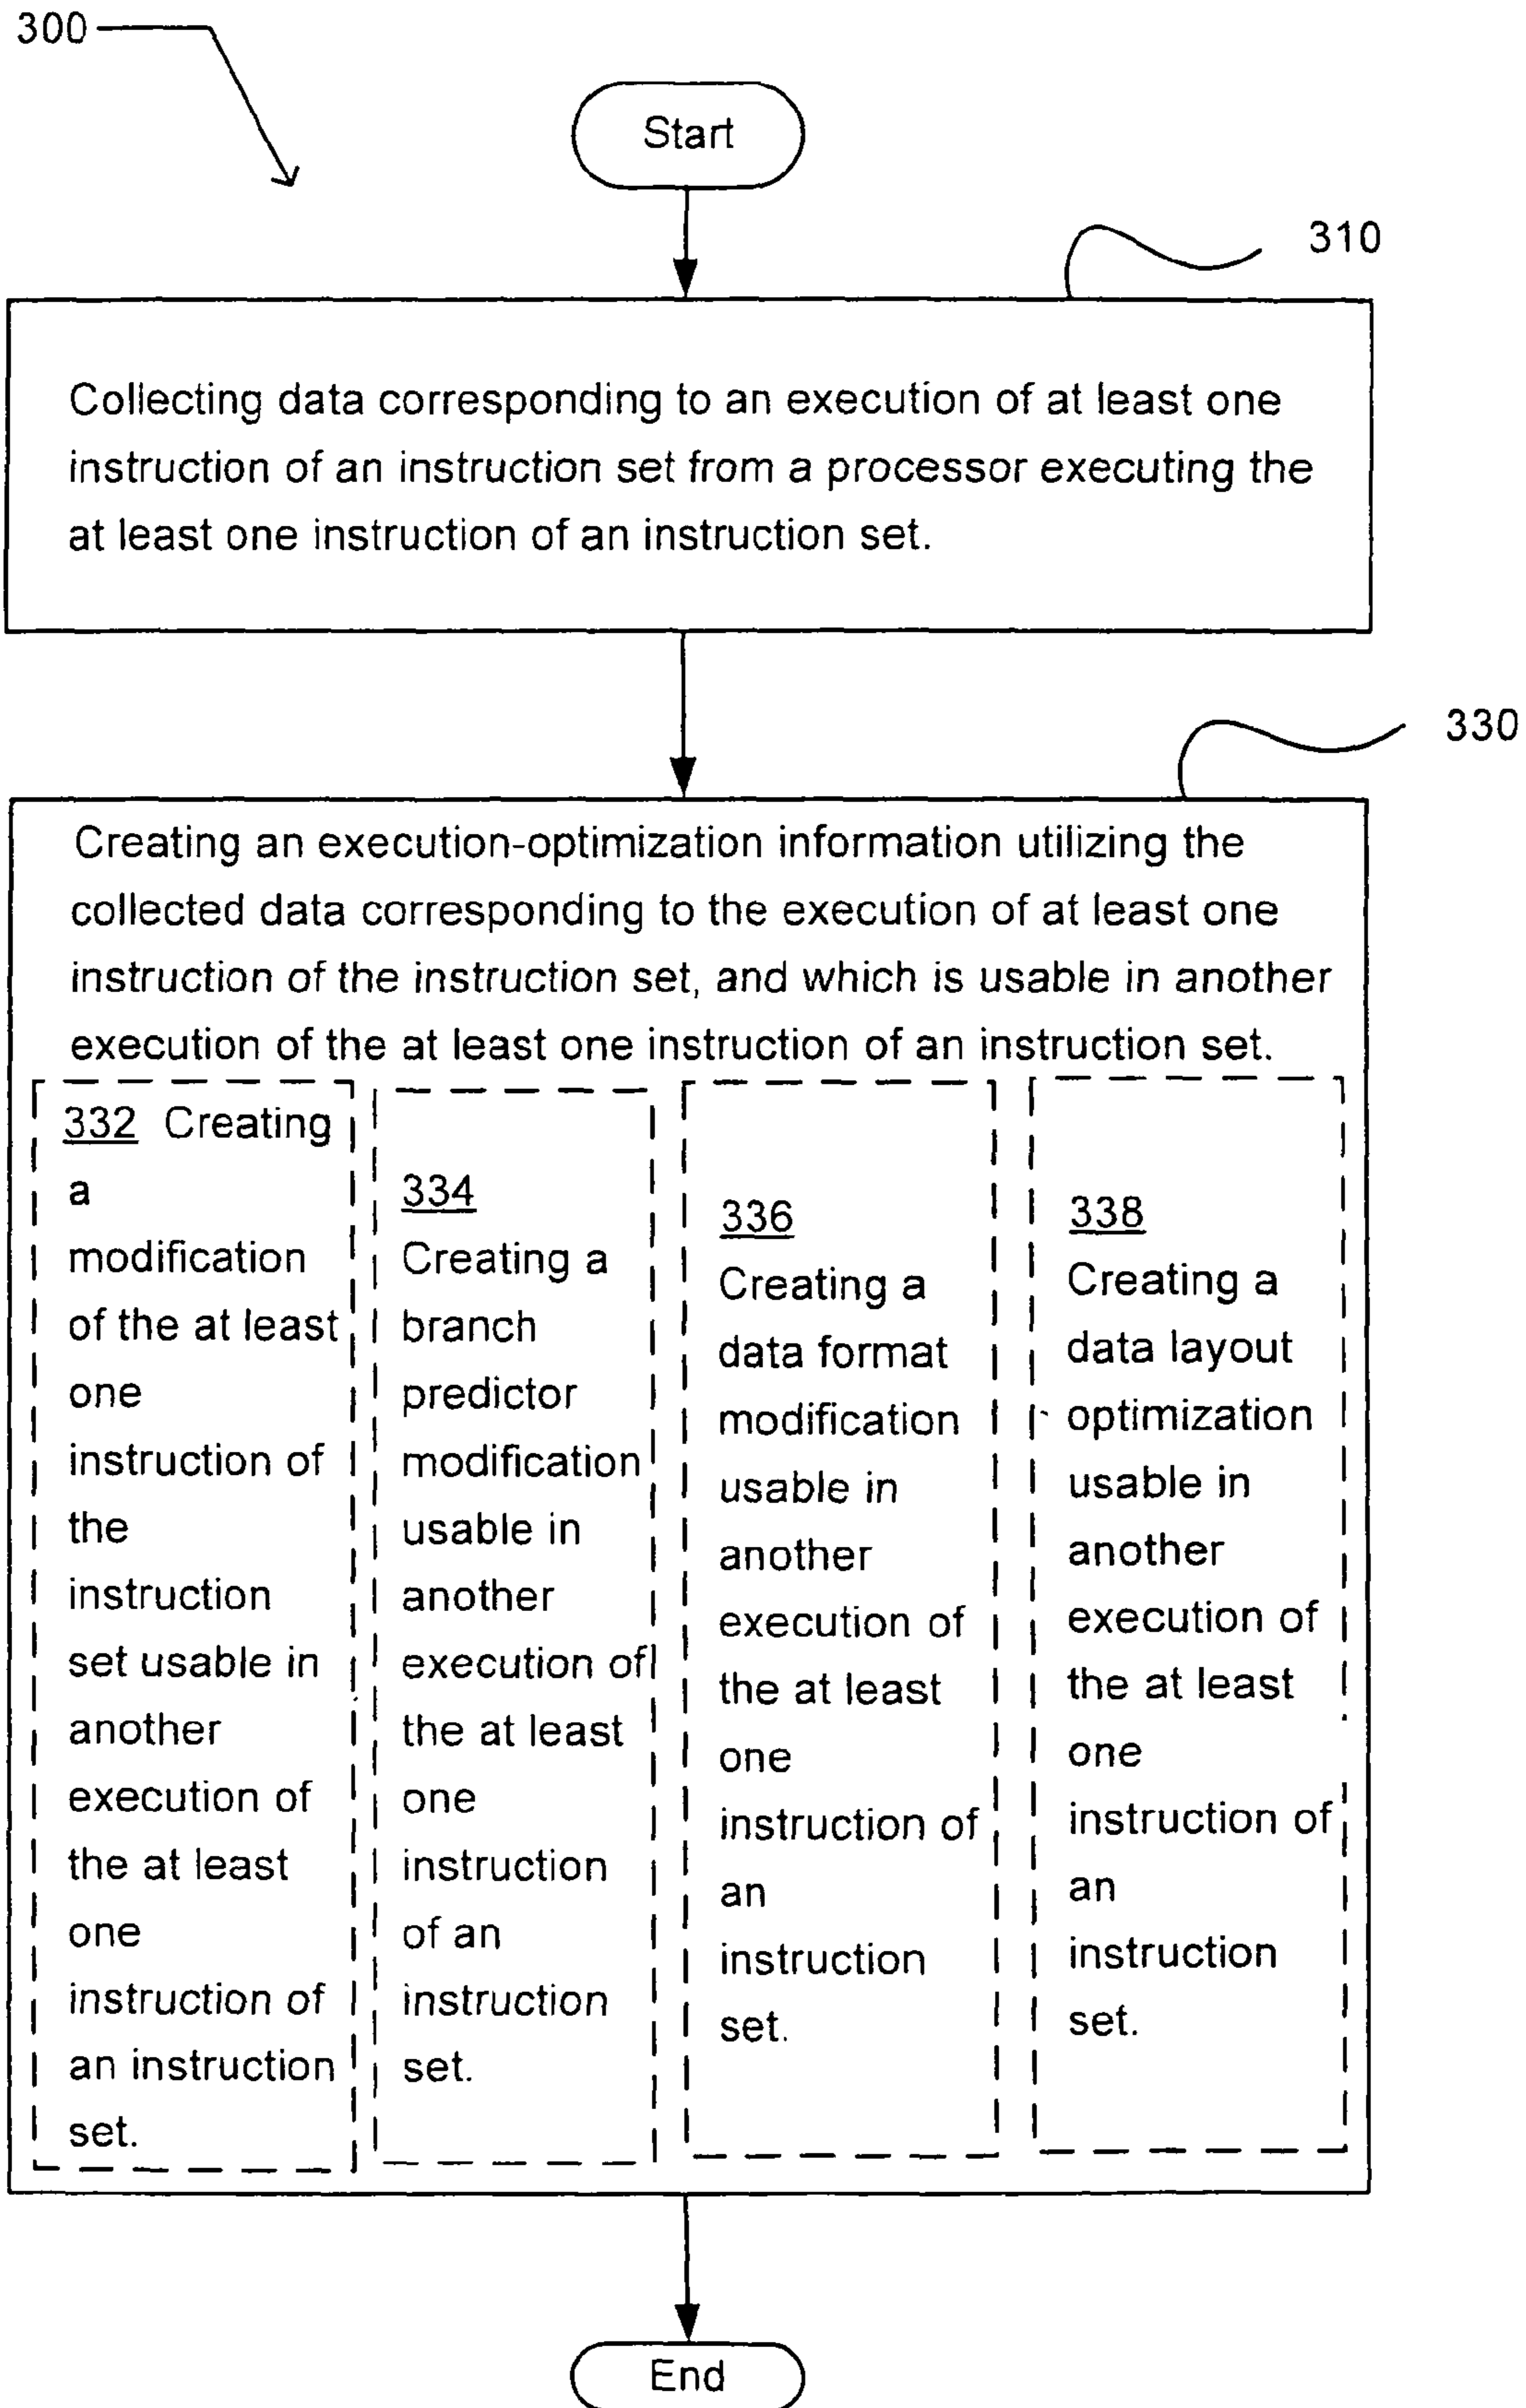 300
Start
310
Collecting data corresponding to an execution of at least one
instruction of an instruction set from a processor executing the
at least one instruction of an instruction set.
330
Creating an execution-optimization information utilizing the
collected data corresponding to the execution of at least one
instruction of the instruction set, and which is usable in another
execution of the at least one instruction of an instruction set.
332 Creating
a
modification
of the at least
one
instruction of
the
instruction
set usable in
another
execution of
the at least
one
instruction of
an instruction
set.
334
Creating a
branch
predictor
modification
usable in
another
execution of
the at least
one
instruction
of an
instruction
set.
336
Creating a
data format
modification
usable in
another
execution of
the at least
one
instruction of
an
instruction
set.
338
Creating a
data layout
optimization
usable in
another
execution of
the at least
one
instruction of
an
instruction
set.
End